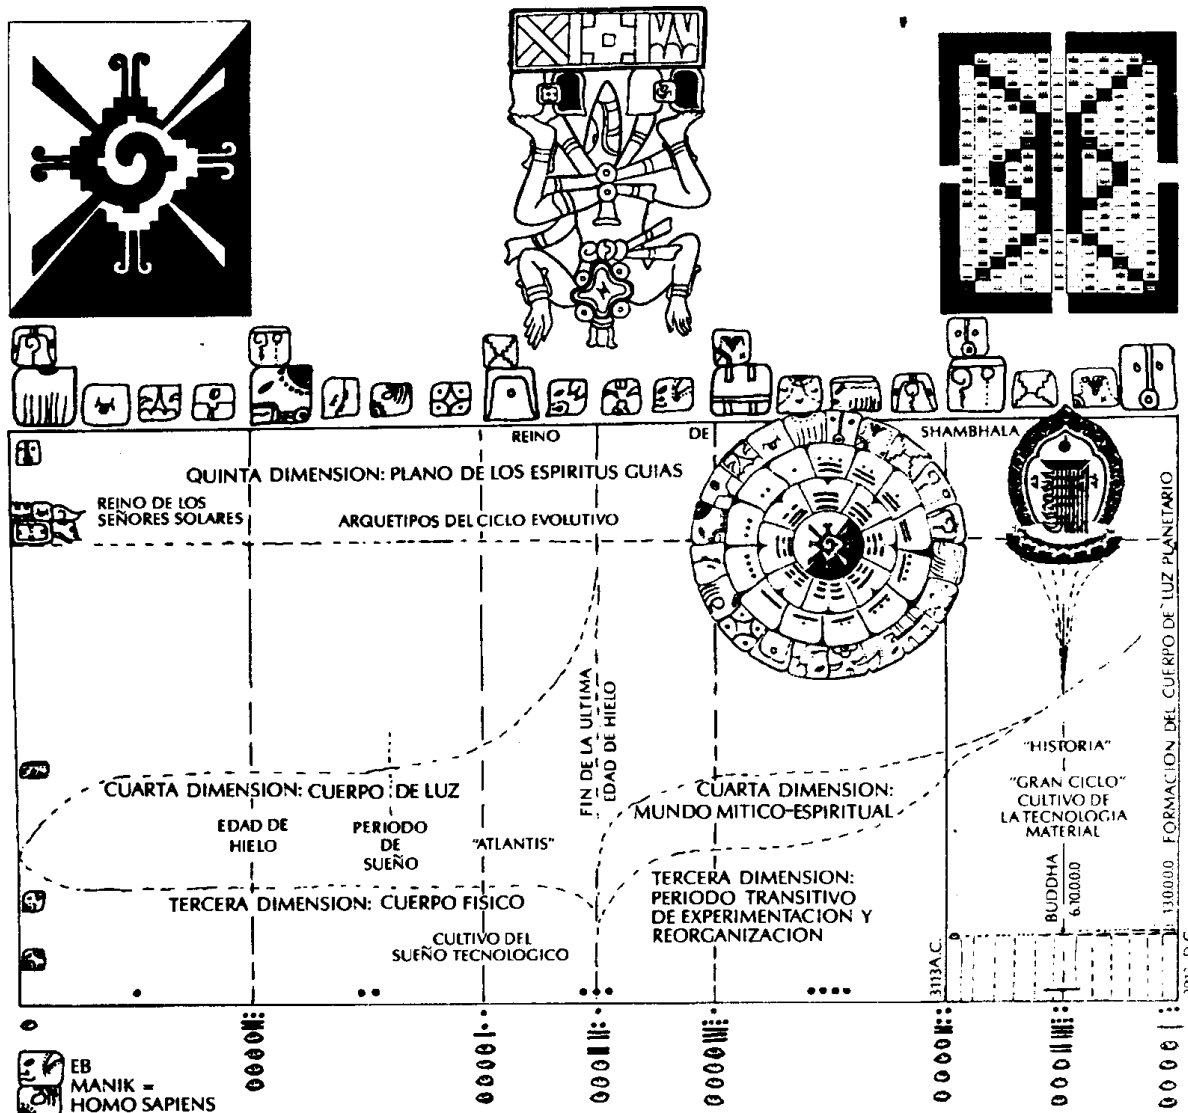 REINO DE SHAMBHALA
QUINTA DIMENSION: PLANO DE LOS ESPIRITUS GUIAS
REINO DE LOS
SEÑORES SOLARES
ARQUETIPOS DEL CICLO EVOLUTIVO
FIN DE LA ULTIMA
EDAD DE HIELO
CUARTA DIMENSION: CUERPO DE LUZ
EDAD DE
HIELO
PERIODO
DE
SUEÑO
"ATLANTIS"
TERCERA DIMENSION: CUERPO FISICO
CULTIVO DEL
SUEÑO TECNOLOGICO
CUARTA DIMENSION:
MUNDO MITICO-ESPIRITUAL
TERCERA DIMENSION:
PERIODO TRANSITIVO
DE EXPERIMENTACION Y
REORGANIZACION
"HISTORIA"
"GRAN CICLO"
CULTIVO DE
LA TECNOLOGIA
MATERIAL
BUDDHA
6.10.0.0.0
3113 A.C.
13.0.0.0.0 FORMACION DEL CUERPO DE LUZ PLANETARIO
EB
MANIK =
HOMO SAPIENS